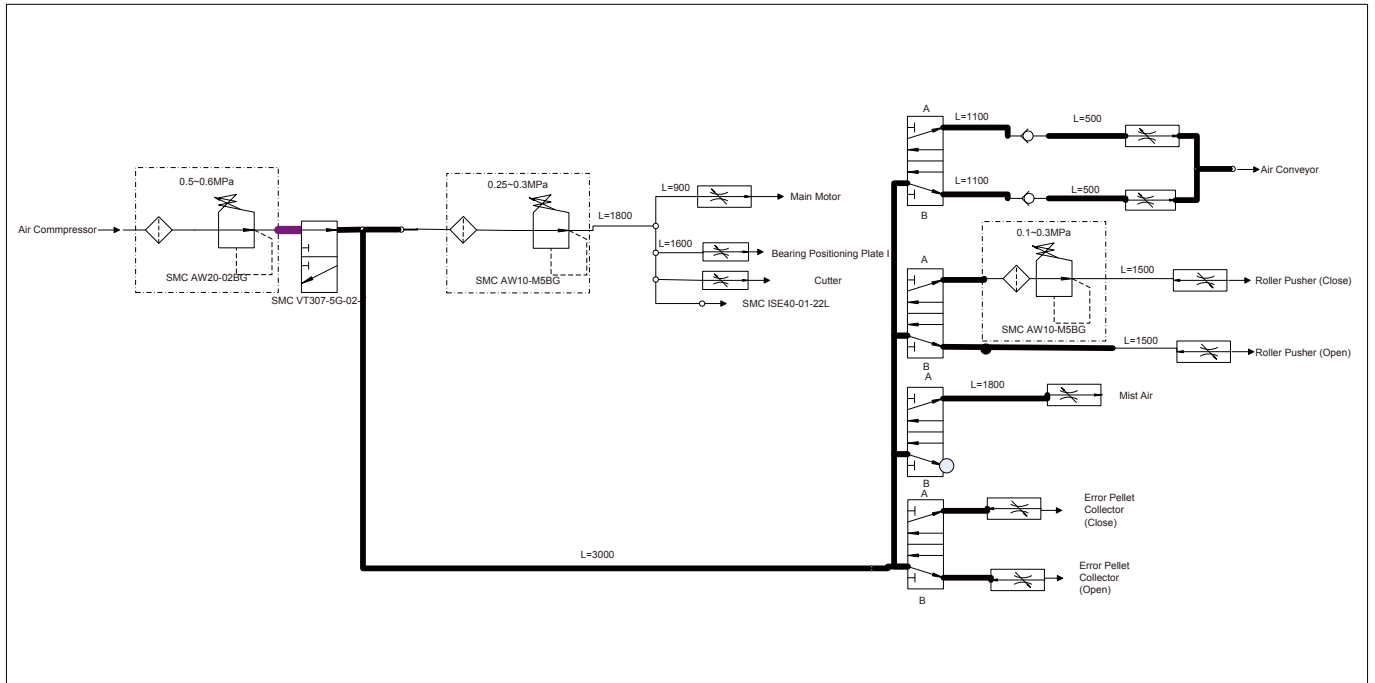 A
L=1100
L=500
0.5~0.6MPa
0.25~0.3MPa
L=900
Main Motor
L=1100
L=500
Air Conveyor
B
Air Commpressor
L=1800
0.1~0.3MPa
SMC AW20-02BG
SMC AW10-M5BG
L=1600
Bearing Positioning Plate I
A
L=1500
Roller Pusher (Close)
Cutter
SMC VT307-5G-02-
SMC ISE40-01-22L
SMC AW10-M5BG
L=1500
Roller Pusher (Open)
B
A
L=1800
Mist Air
B
A
Error Pellet
Collector
(Close)
L=3000
Error Pellet
Collector
(Open)
B